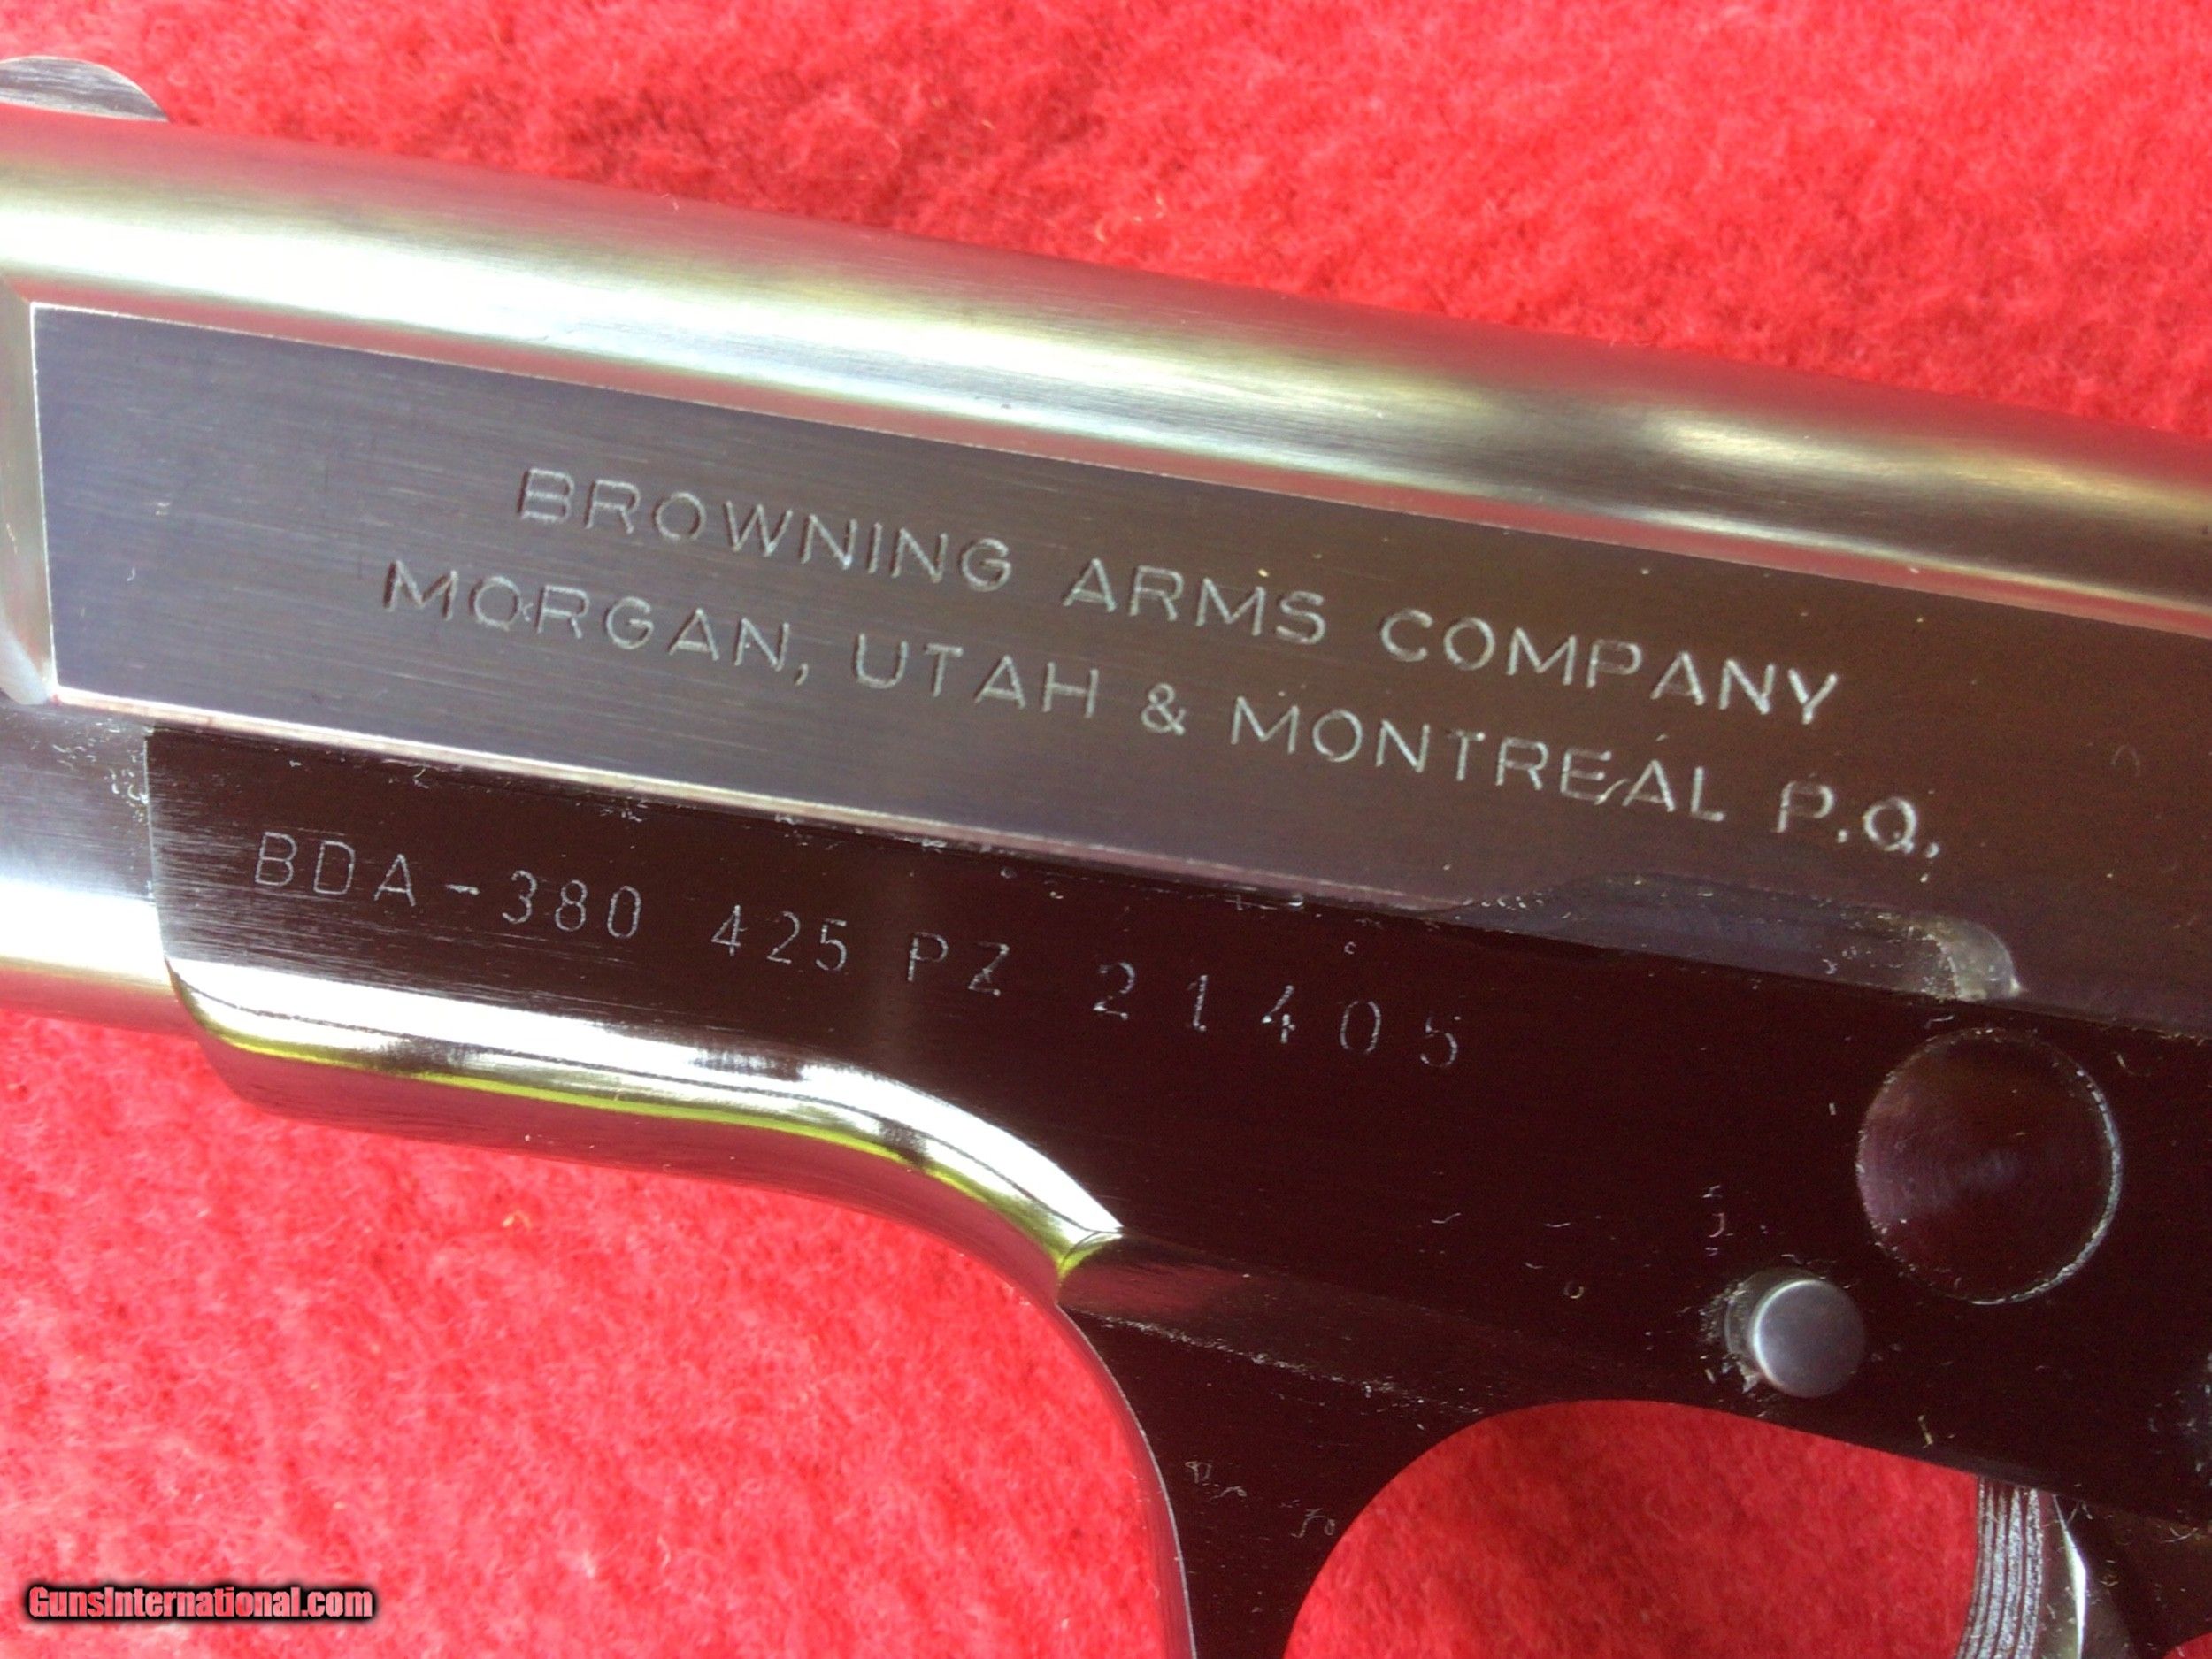 BROWNING ARMS COMPANY
MORGAN, UTAH & MONTREAL P.Q.
BDA-380 425 PZ 21405
GunsInternational.com